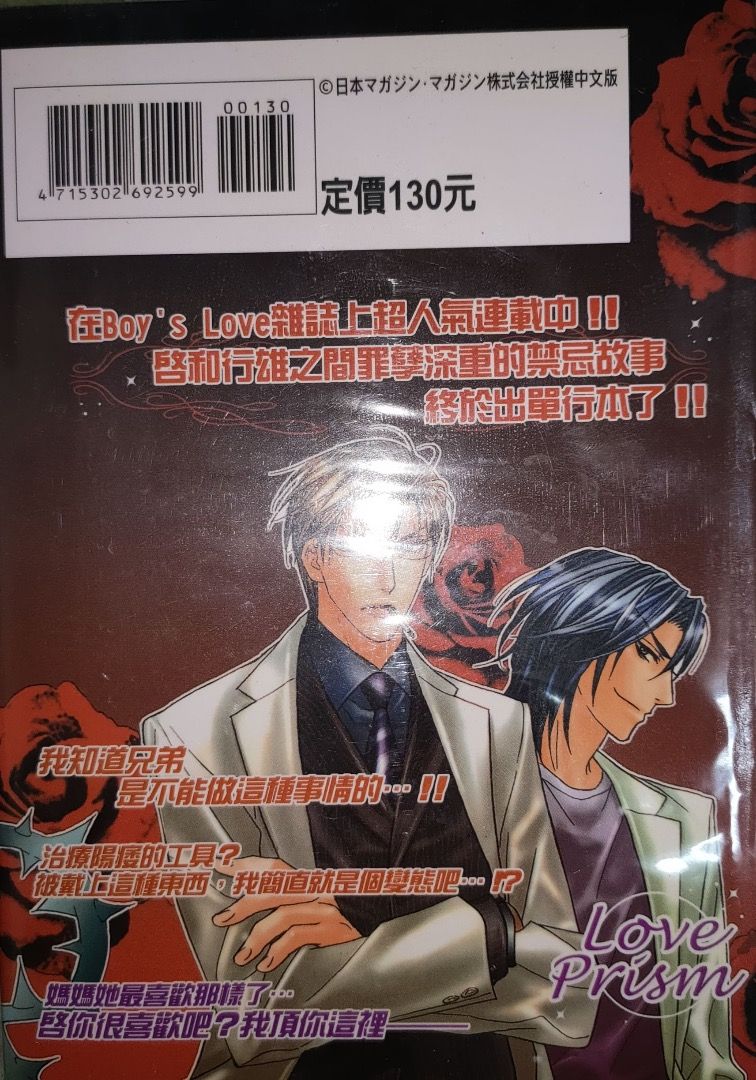 ©日本マガジン·マガジン株式会社授權中文版
00130
4 715302 692599
定價130元
在Boy's Love雜誌上超人氣連載中!!
啓和行雄之間罪孽深重的禁忌故事
終於出單行本了!!
我知道兄弟
是不能做這種事情的…!!
治療陽痿的工具?
被戴上這種東西,我簡直就是個變態吧…!?
媽媽她最喜歡那樣了…
啓你很喜歡吧?我頂你這裡———
Love
Prism